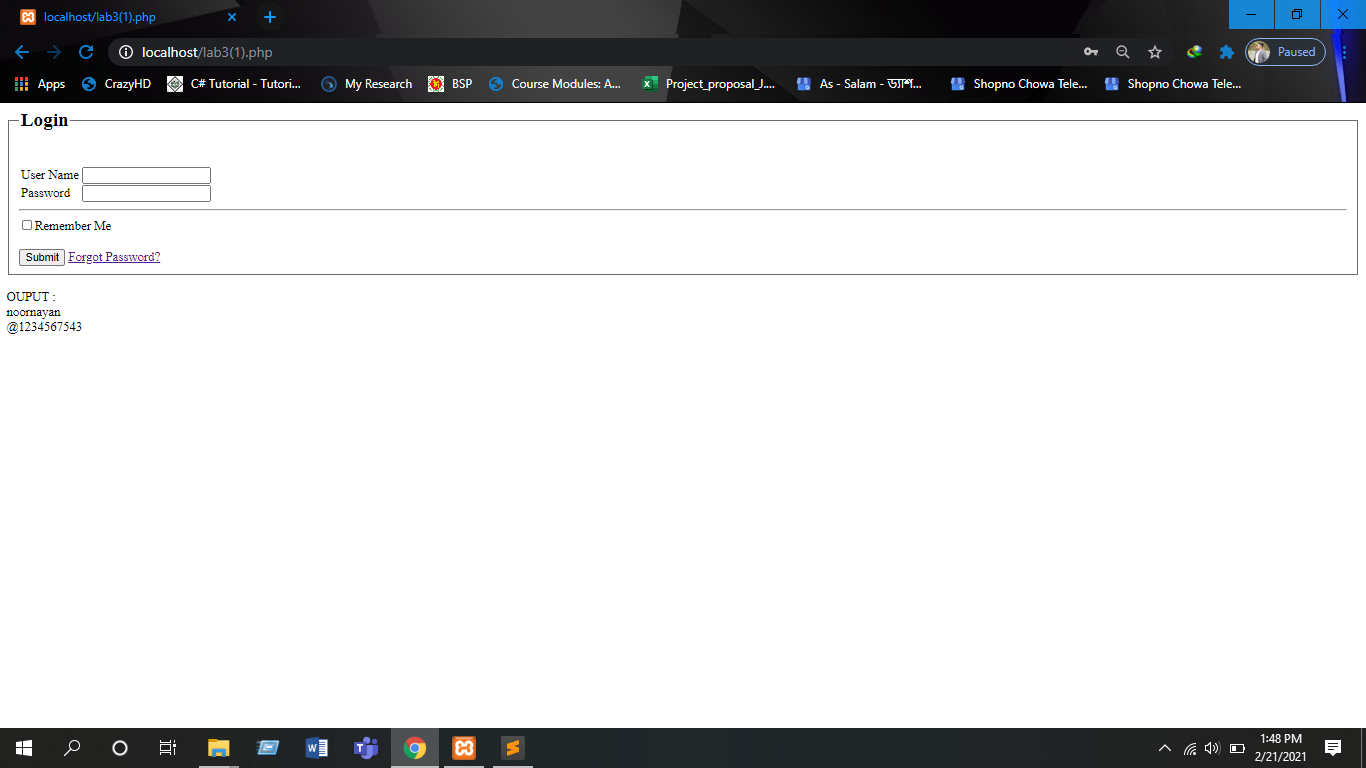 localhost/lab3(1).php
localhost/lab3(1).php
Paused
Apps
CrazyHD
C# Tutorial - Tutori...
My Research
BSP
Course Modules: A...
Project_proposal_J....
As - Salam - ড্যাশ...
Shopno Chowa Tele...
Shopno Chowa Tele...
Login
User Name
Password
Remember Me
Submit Forgot Password?
OUPUT :
noornayan
@1234567543
1:48 PM
2/21/2021